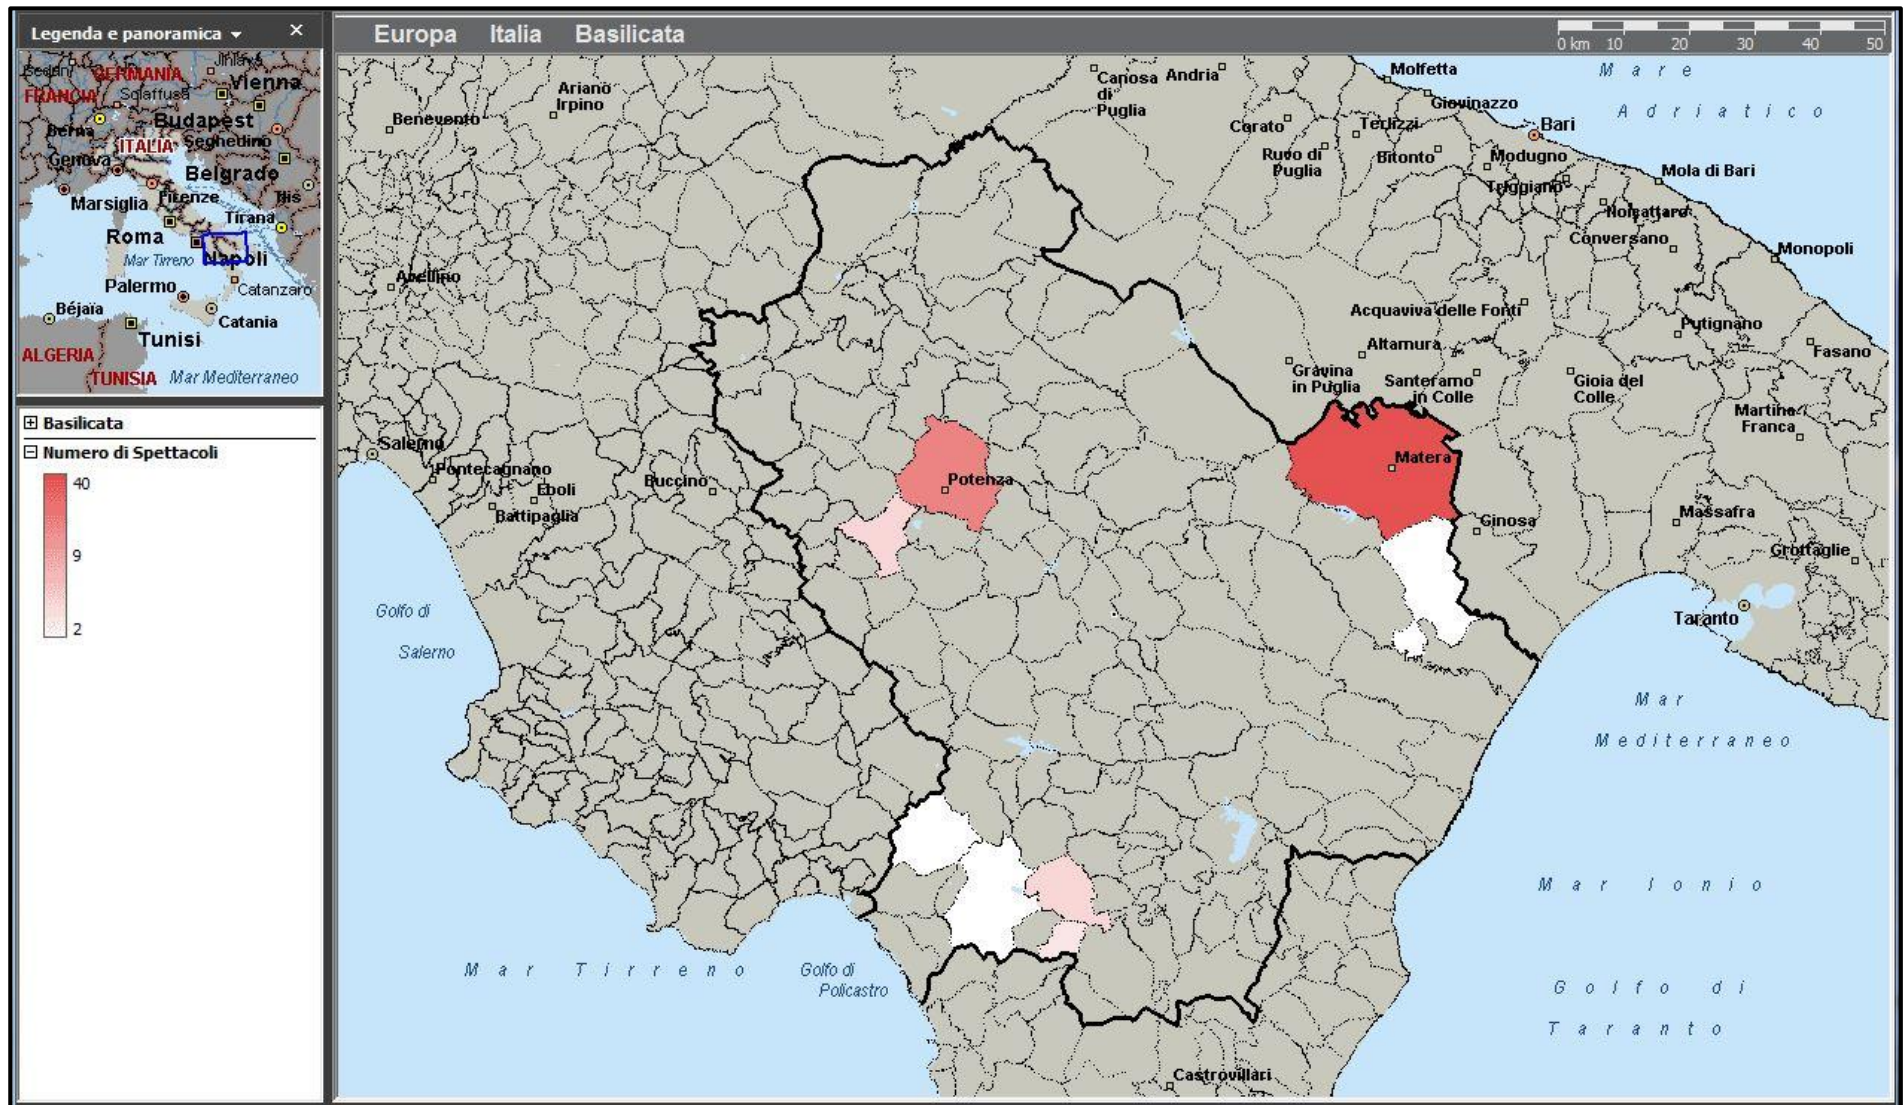 Legenda e panoramica
×
GERMANIA
Vienna
FRANCIA
Solaffusa
Berna
Budapest
ITALIA
Seghedino
Genova
Belgrado
Marsiglia
Firenze
Tirana
Roma
Mar Tirreno
Napoli
Palermo
Catanzaro
Béjaïa
Catania
Tunisi
ALGERIA
TUNISIA
Mar Mediterraneo
Basilicata
Numero di Spettacoli
40
9
2
Europa Italia Basilicata
0 km 10 20 30 40 50
Mare
Adriatico
Benevento
Ariano
Irpino
Canosa
di
Puglia
Andria
Molfetta
Giovinazzo
Corato
Terlizzi
Bari
Ruvo di
Puglia
Bitonto
Modugno
Mola di Bari
Triggiano
Noicattaro
Conversano
Monopoli
Avellino
Acquaviva delle Fonti
Putignano
Altamura
Fasano
Gravina
in Puglia
Santeramo
in Colle
Gioia del
Colle
Martina
Franca
Salerno
Pontecagnano
Eboli
Battipaglia
Buccino
Potenza
Matera
Ginosa
Massafra
Grottaglie
Taranto
Golfo di
Salerno
Mar
Mediterraneo
Mar Ionio
Mar Tirreno
Golfo di
Policastro
Golfo di
Taranto
Castrovillari